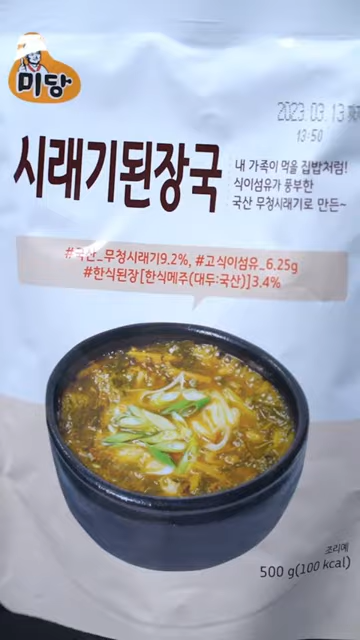 미당
2023.03.13
13:50
시래기된장국
내 가족이 먹을 집밥처럼!
식이섬유가 풍부한
국산 무청시래기로 만든~
#국산_무청시래기9.2%, #고식이섬유_6.25g
#한식된장[한식메주(대두:국산)]3.4%
조리예
500 g(100 kcal)